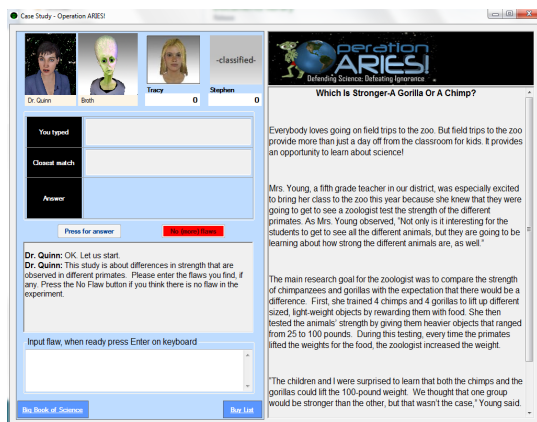 Case Study - Operation ARIES!
Dr. Quinn
Broth
Tracy
0
-classified-
Stephen
0
You typed
Closest match
Answer
Press for answer
Dr. Quinn: OK. Let us start.
Dr. Quinn: This study is about differences in strength that are
observed in different primates. Please enter the flaws you find, if
any. Press the No Flaw button if you think there is no flaw in the
experiment.
Input flaw, when ready press Enter on keyboard
Big Book of Science
Buy List
Operation
ARIES!
Defending Science: Defeating Ignorance
Which Is Stronger-A Gorilla Or A Chimp?
Everybody loves going on field trips to the zoo. But field trips to the zoo
provide more than just a day off from the classroom for kids. It provides
an opportunity to learn about science!
Mrs. Young, a fifth grade teacher in our district, was especially excited
to bring her class to the zoo this year because she knew that they were
going to get to see a zoologist test the strength of the different
primates. As Mrs. Young observed, "Not only is it interesting for the
students to get to see all the different animals, but they are going to be
learning about how strong the different animals are, as well."
The main research goal for the zoologist was to compare the strength
of chimpanzees and gorillas with the expectation that there would be a
difference. First, she trained 4 chimps and 4 gorillas to lift up different
sized, light-weight objects by rewarding them with food. She then
tested the animals' strength by giving them heavier objects that ranged
from 25 to 100 pounds. During this testing, every time the primates
lifted the weights for the food, the zoologist increased the weight.
"The children and I were surprised to learn that both the chimps and the
gorillas could lift the 100-pound weight. We thought that one group
would be stronger than the other, but that wasn't the case," Young said.